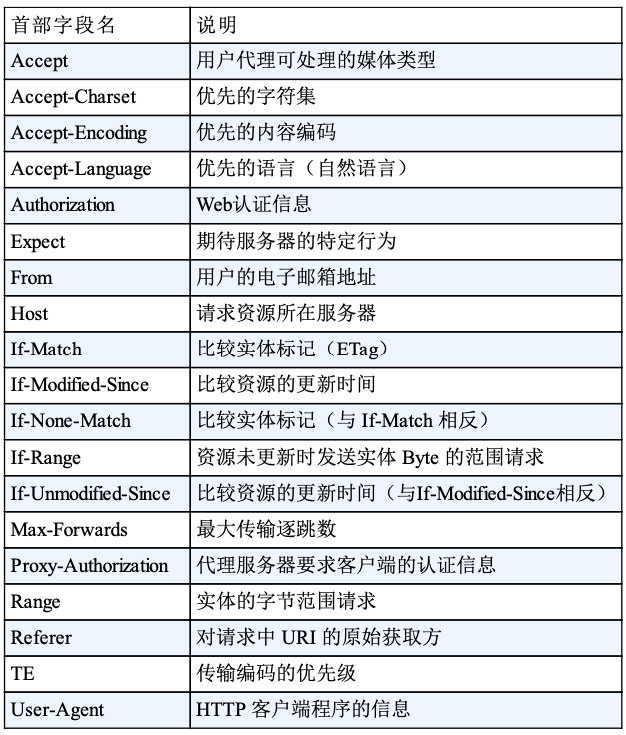 首部字段名 说明
Accept 用户代理可处理的媒体类型
Accept-Charset 优先的字符集
Accept-Encoding 优先的内容编码
Accept-Language 优先的语言（自然语言）
Authorization Web认证信息
Expect 期待服务器的特定行为
From 用户的电子邮箱地址
Host 请求资源所在服务器
If-Match 比较实体标记（ETag）
If-Modified-Since 比较资源的更新时间
If-None-Match 比较实体标记（与 If-Match 相反）
If-Range 资源未更新时发送实体 Byte 的范围请求
If-Unmodified-Since 比较资源的更新时间（与If-Modified-Since相反）
Max-Forwards 最大传输逐跳数
Proxy-Authorization 代理服务器要求客户端的认证信息
Range 实体的字节范围请求
Referer 对请求中 URI 的原始获取方
TE 传输编码的优先级
User-Agent HTTP 客户端程序的信息